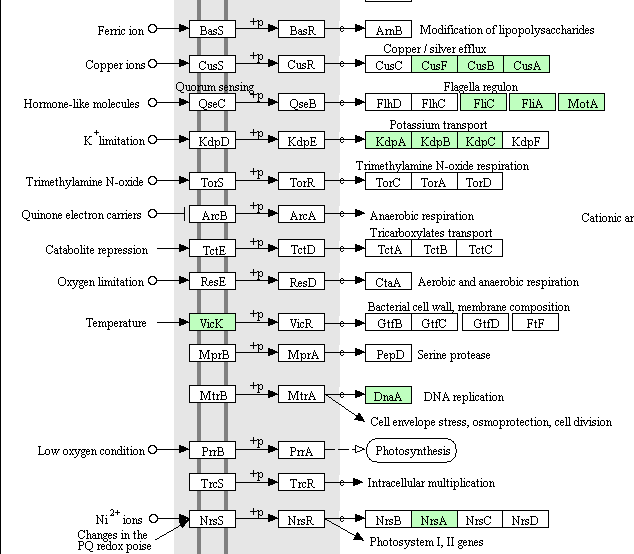 Ferric ion BasS +p BasR e ArnB Modification of lipopolysaccharides
Copper / silver efflux
Copper ions CusS +p CusR e CusC CusF CusB CusA
Quorum sensing Flagella regulon
Hormone-like molecules QseC +p QseB e FlhD FlhC FliC FliA MotA
Potassium transport
K+limitation KdpD +p KdpE e KdpA KdpB KdpC KdpF
Trimethylamine N-oxide respiration
Trimethylamine N-oxide TorS +p TorR e TorC TorA TorD
Quinone electron carriers ArcB +p ArcA e Anaerobic respiration Cationic an
Tricarboxylates transport
Catabolite repression TctE +p TctD e TctA TctB TctC
Oxygen limitation ResE +p ResD e CtaA Aerobic and anaerobic respiration
Bacterial cell wall, membrane composition
Temperature VicK +p VicR e GtfB GtfC GtfD FtF
MprB +p MprA e PepD Serine protease
MtrB +p MtrA e DnaA DNA replication
Cell envelope stress, osmoprotection, cell division
Low oxygen condition PrrB +p PrrA Photosynthesis
TrcS +p TrcR e Intracellular multiplication
Ni2+ ions NrsS +p NrsR e NrsB NrsA NrsC NrsD
Changes in the
PQ redox poise Photosystem I, II genes